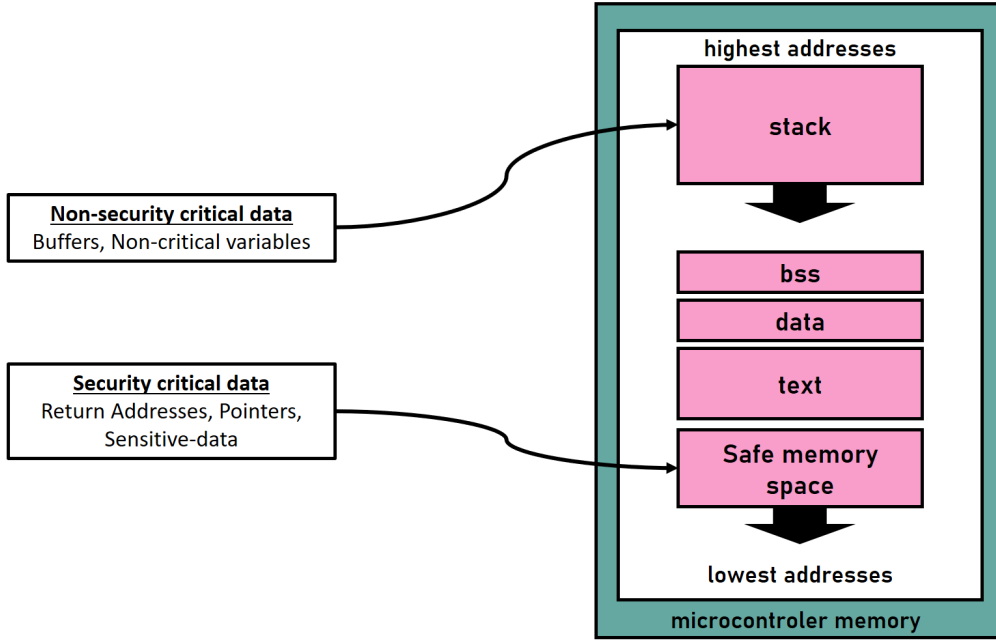 Non-security critical data
Buffers, Non-critical variables
Security critical data
Return Addresses, Pointers,
Sensitive-data
highest addresses
stack
bss
data
text
Safe memory
space
lowest addresses
microcontroler memory